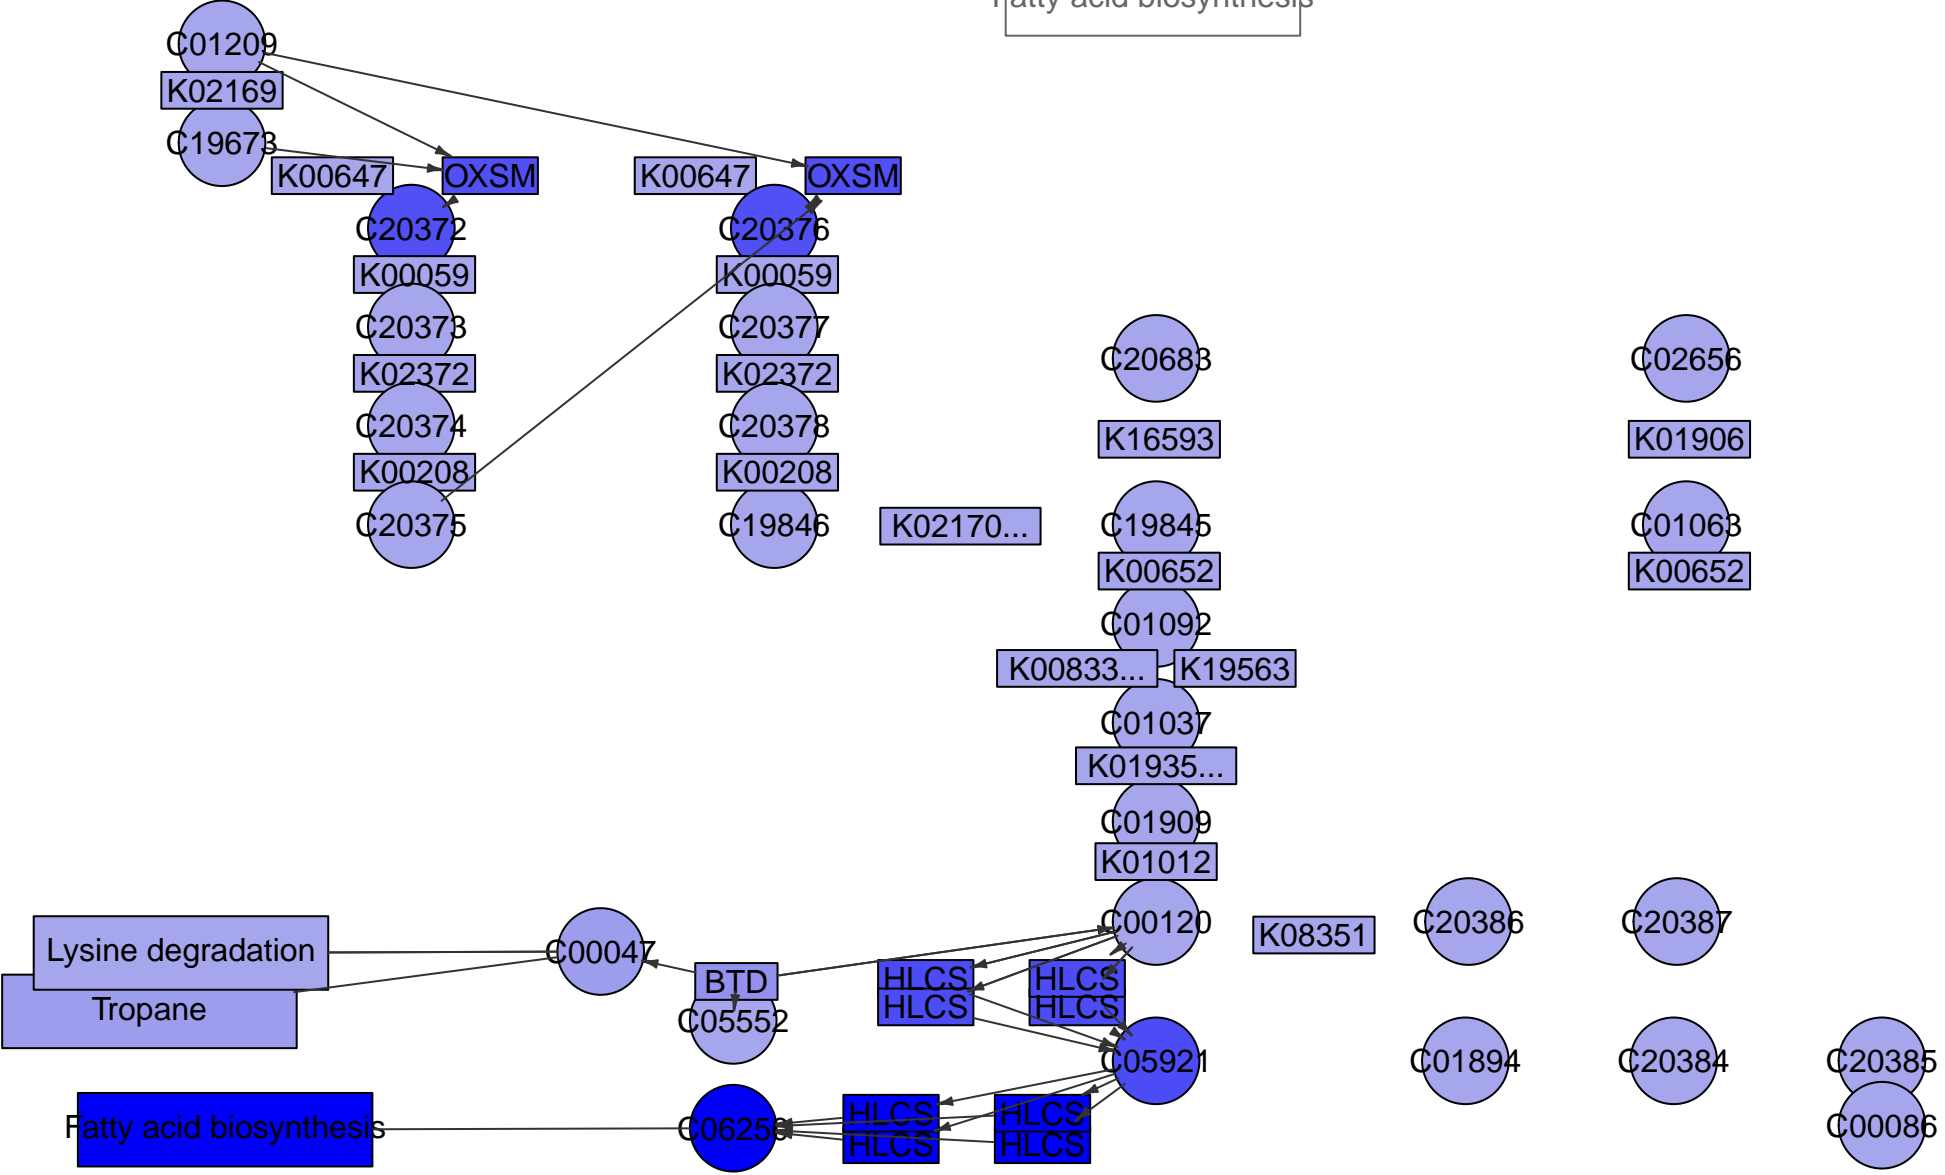 Fatty acid biosynthesis
C01209
K02169
C19673
K00647
OXSM
K00647
OXSM
C20372
C20376
K00059
K00059
C20373
C20377
C20683
C02656
K02372
K02372
C20374
C20378
K16593
K01906
K00208
K00208
C20375
C19846
K02170...
C19845
C01063
K00652
K00652
C01092
K00833...
K19563
C01037
K01935...
C01909
K01012
C00120
K08351
C20386
C20387
Lysine degradation
C00047
BTD
HLCS
HLCS
Tropane
HLCS
HLCS
C05552
C05921
C01894
C20384
C20385
Fatty acid biosynthesis
C06250
HLCS
HLCS
C00086
HLCS
HLCS